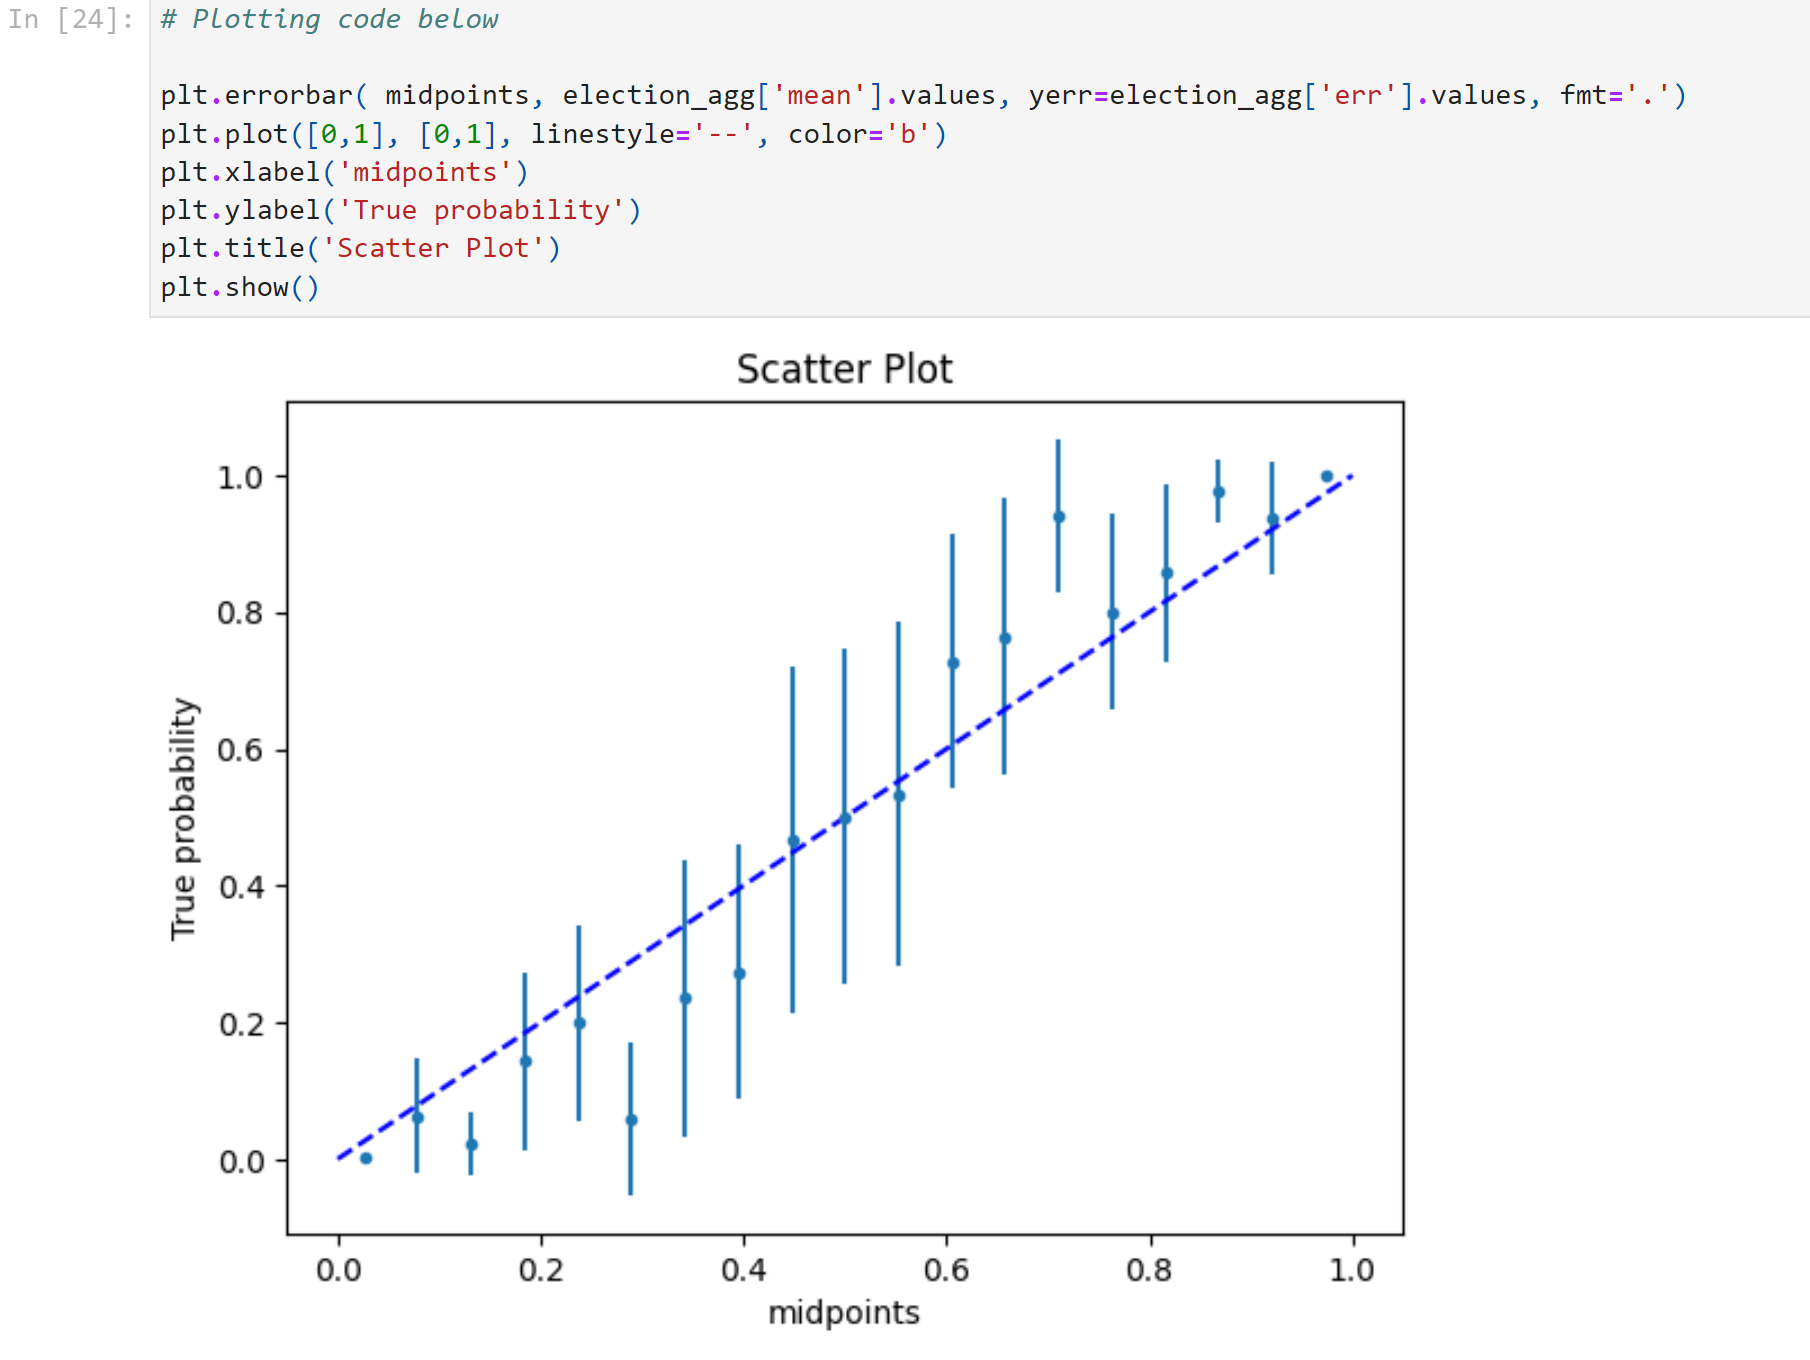 In [24]: # Plotting code below
plt.errorbar( midpoints, election_agg['mean'].values, yerr=election_agg['err'].values, fmt='.')
plt.plot([0,1], [0,1], linestyle='--', color='b')
plt.xlabel('midpoints')
plt.ylabel('True probability')
plt.title('Scatter Plot')
plt.show()
Scatter Plot
1.0
0.8
0.6
0.4
0.2
0.0
True probability
0.0 0.2 0.4 0.6 0.8 1.0
midpoints